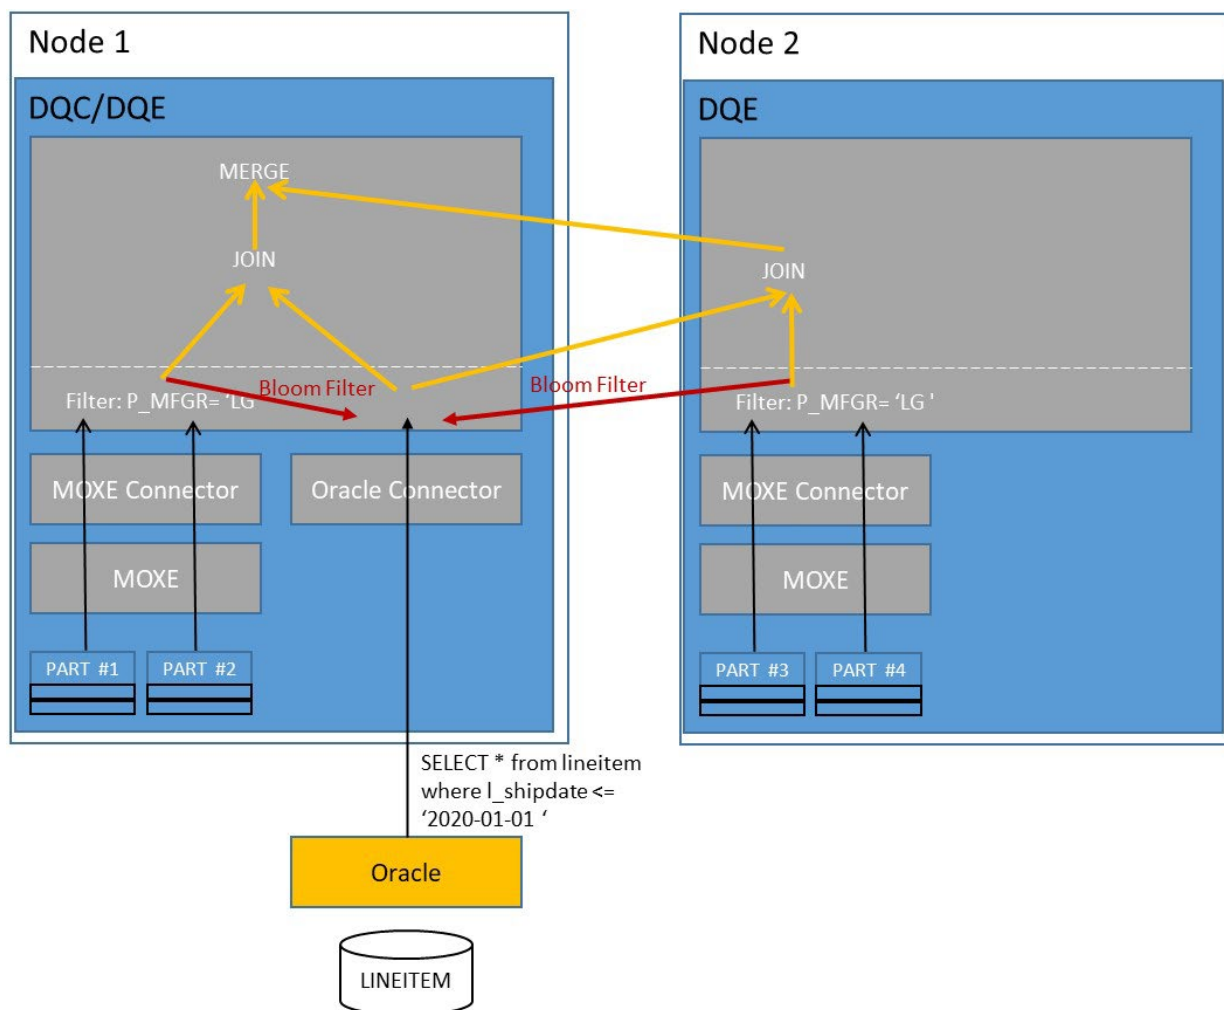 Node 1
DQC/DQE
MERGE
JOIN
Bloom Filter
Filter: P_MFGR= ‘LG
MOXE Connector
Oracle Connector
MOXE
PART #1
PART #2
Node 2
DQE
JOIN
Bloom Filter
Filter: P_MFGR= ‘LG '
MOXE Connector
MOXE
PART #3
PART #4
SELECT * from lineitem
where l_shipdate <=
‘2020-01-01 ‘
Oracle
LINEITEM